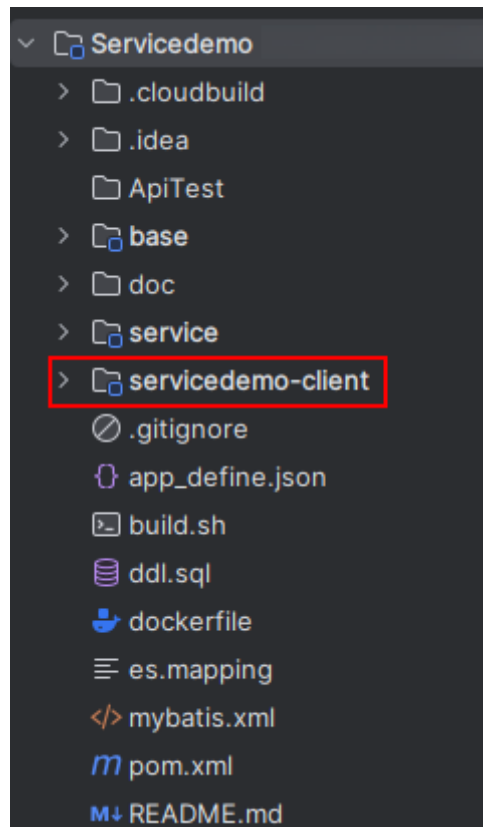 Servicedemo
.cloudbuild
.idea
ApiTest
base
doc
service
servicedemo-client
.gitignore
{} app_define.json
build.sh
ddl.sql
dockerfile
es.mapping
</> mybatis.xml
m pom.xml
M↓ README.md